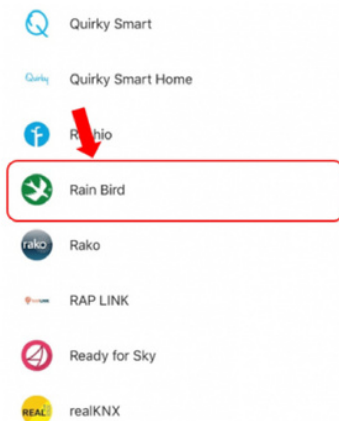 Quirky Smart
Quirky
Quirky Smart Home
Rain Bird
rako
Rako
RAP LINK
Ready for Sky
REAL
realKNX